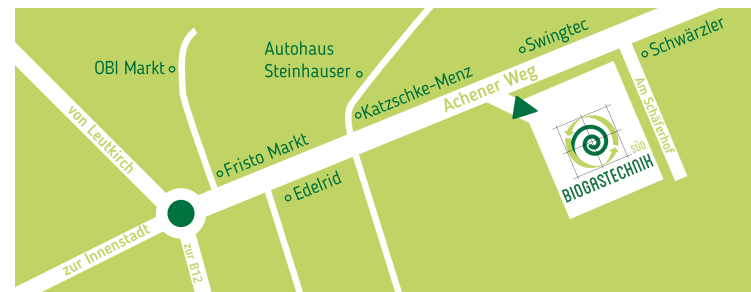 Swingtec
Schwärzler
Autohaus
Steinhauser
OBI Markt
Katzschke-Menz
Achener Weg
Am Schäferhof
von Leutkirch
Fristo Markt
Edelrid
SÜD
BIOGASTECHNIK
zur Innenstadt
zur B12